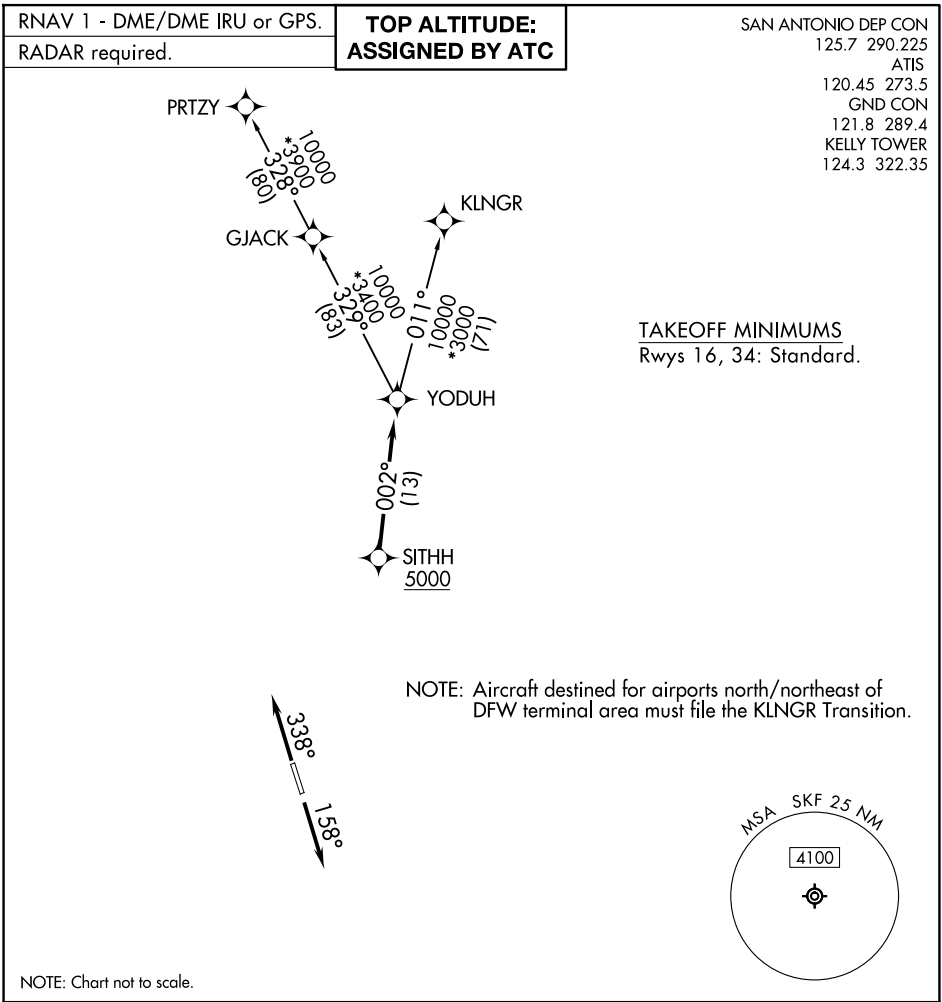 RNAV 1 - DME/DME IRU or GPS.
RADAR required.
TOP ALTITUDE:
ASSIGNED BY ATC
SAN ANTONIO DEP CON
125.7 290.225
ATIS
120.45 273.5
GND CON
121.8 289.4
KELLY TOWER
124.3 322.35
PRTZY
10000
*3900
328°
(80)
KLNGR
GJACK
10000
*3400
329°
(83)
011°
10000
*3000
(71)
TAKEOFF MINIMUMS
Rwys 16, 34: Standard.
YODUH
002°
(13)
SITHH
5000
NOTE: Aircraft destined for airports north/northeast of
DFW terminal area must file the KLNGR Transition.
338°
158°
MSA SKF 25 NM
4100
NOTE: Chart not to scale.